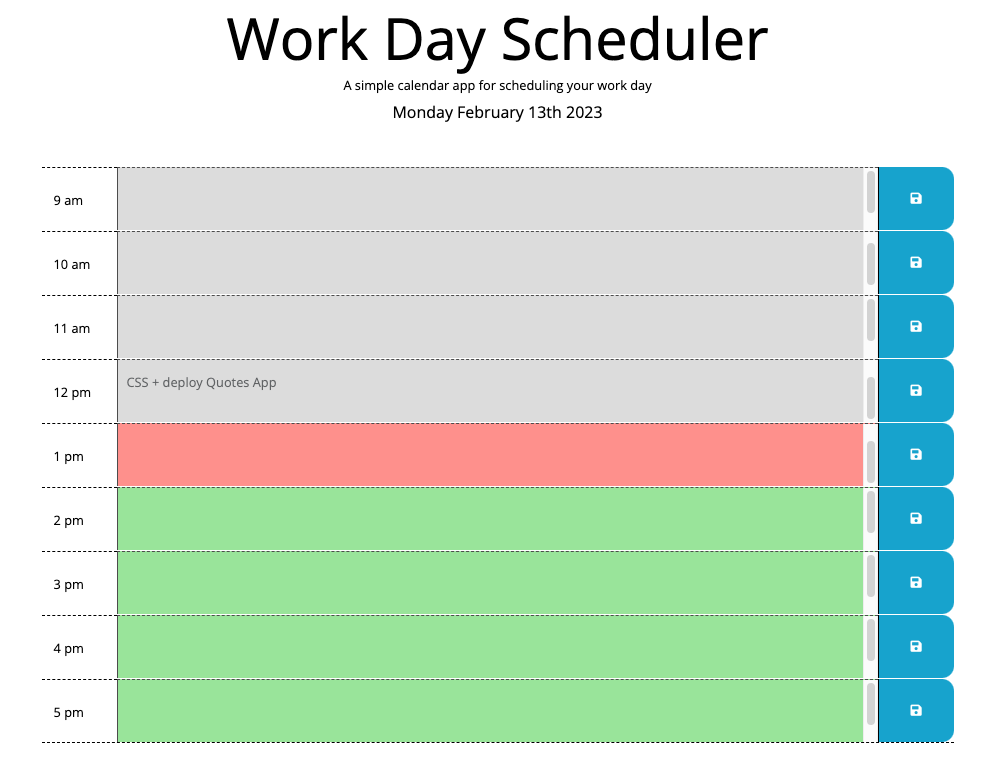 Work Day Scheduler
A simple calendar app for scheduling your work day
Monday February 13th 2023
9 am
10 am
11 am
12 pm
CSS + deploy Quotes App
1 pm
2 pm
3 pm
4 pm
5 pm